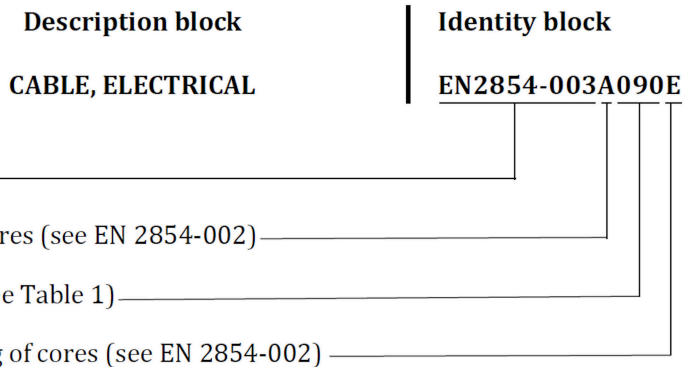 Description block Identity block
CABLE, ELECTRICAL EN2854-003A090E
(see EN 2854-002)
Table 1)
of cores (see EN 2854-002)